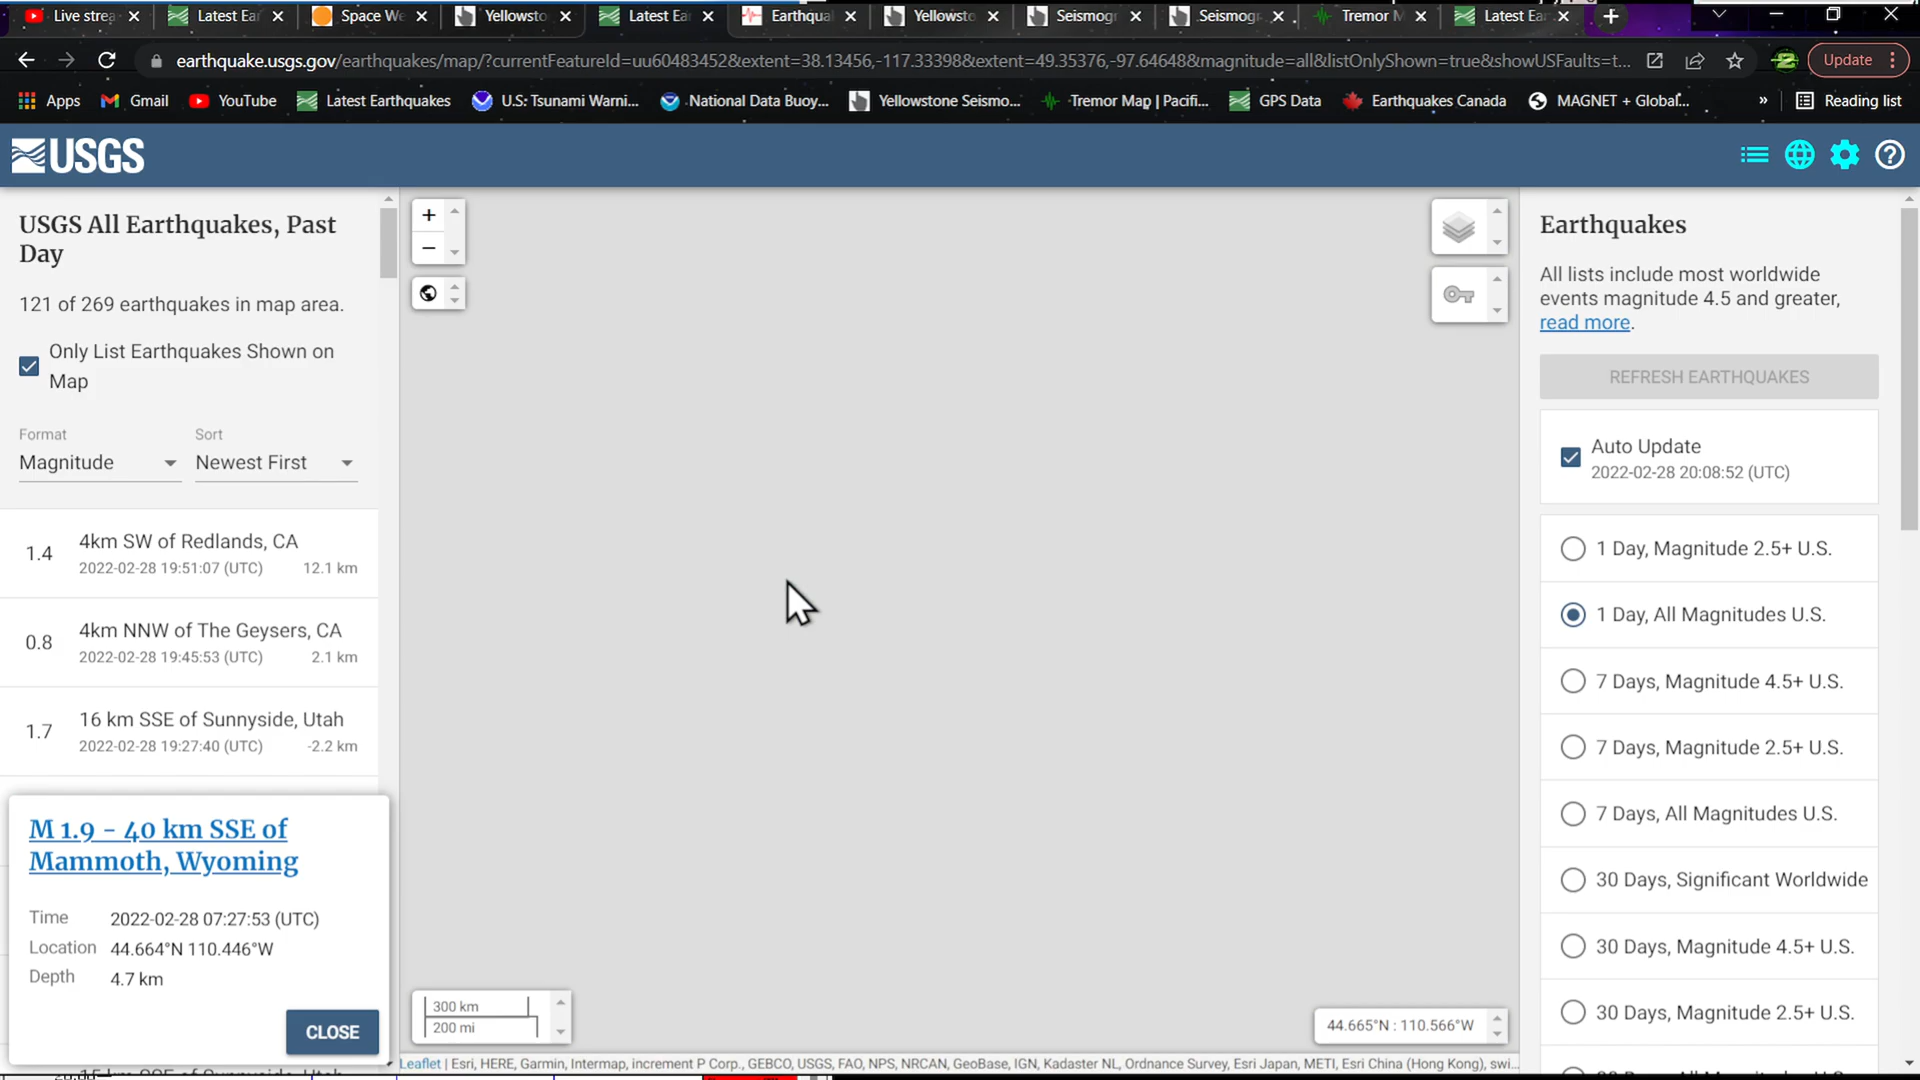 Live strea
Latest Ea
Space We
Yellowsto
Latest Ea
Earthqua
Yellowsto
Seismogr
Seismogr
Tremor M
Latest Ea
earthquake.usgs.gov/earthquakes/map/?currentFeatureId=uu60483452&extent=38.13456,-117.33398&extent=49.35376,-97.64648&magnitude=all&listOnlyShown=true&showUSFaults=t...
Update
Apps
Gmail
YouTube
Latest Earthquakes
U.S: Tsunami Warni...
National Data Buoy...
Yellowstone Seismo...
Tremor Map | Pacifi...
GPS Data
Earthquakes Canada
MAGNET + Global...
»
Reading list
USGS
USGS All Earthquakes, Past
Day
121 of 269 earthquakes in map area.
Only List Earthquakes Shown on
Map
Format
Sort
Magnitude
Newest First
1.4
4km SW of Redlands, CA
2022-02-28 19:51:07 (UTC) 12.1 km
0.8
4km NNW of The Geysers, CA
2022-02-28 19:45:53 (UTC) 2.1 km
1.7
16 km SSE of Sunnyside, Utah
2022-02-28 19:27:40 (UTC) -2.2 km
M 1.9 - 40 km SSE of
Mammoth, Wyoming
Time 2022-02-28 07:27:53 (UTC)
Location 44.664°N 110.446°W
Depth 4.7 km
CLOSE
+
−
300 km
200 mi
44.665°N : 110.566°W
Leaflet | Esri, HERE, Garmin, Intermap, increment P Corp., GEBCO, USGS, FAO, NPS, NRCAN, GeoBase, IGN, Kadaster NL, Ordnance Survey, Esri Japan, METI, Esri China (Hong Kong), swi...
Earthquakes
All lists include most worldwide
events magnitude 4.5 and greater,
read more.
REFRESH EARTHQUAKES
Auto Update
2022-02-28 20:08:52 (UTC)
1 Day, Magnitude 2.5+ U.S.
1 Day, All Magnitudes U.S.
7 Days, Magnitude 4.5+ U.S.
7 Days, Magnitude 2.5+ U.S.
7 Days, All Magnitudes U.S.
30 Days, Significant Worldwide
30 Days, Magnitude 4.5+ U.S.
30 Days, Magnitude 2.5+ U.S.